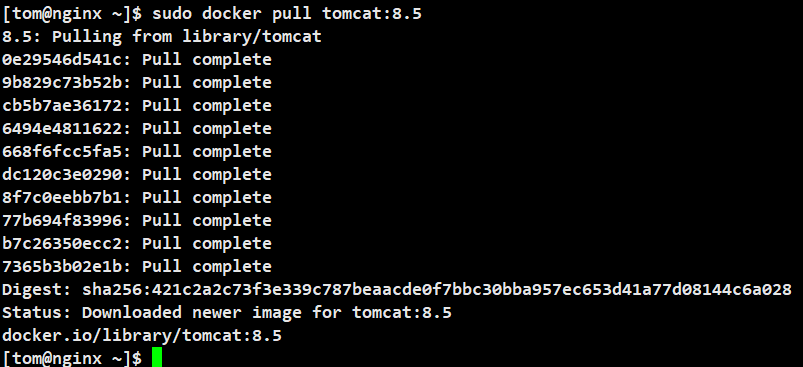 [tom@nginx ~]$ sudo docker pull tomcat:8.5
8.5: Pulling from library/tomcat
0e29546d541c: Pull complete
9b829c73b52b: Pull complete
cb5b7ae36172: Pull complete
6494e4811622: Pull complete
668f6fcc5fa5: Pull complete
dc120c3e0290: Pull complete
8f7c0eebb7b1: Pull complete
77b694f83996: Pull complete
b7c26350ecc2: Pull complete
7365b3b02e1b: Pull complete
Digest: sha256:421c2a2c73f3e339c787beaacde0f7bbc30bba957ec653d41a77d08144c6a028
Status: Downloaded newer image for tomcat:8.5
docker.io/library/tomcat:8.5
[tom@nginx ~]$